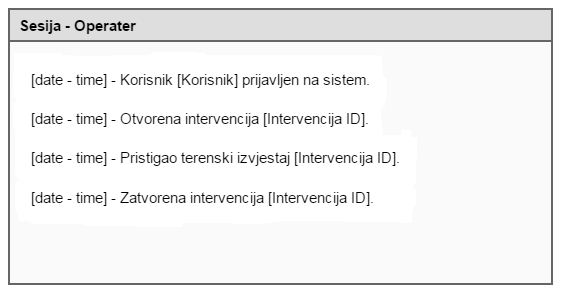 Sesija - Operater
[date - time] - Korisnik [Korisnik] prijavljen na sistem.
[date - time] - Otvorena intervencija [Intervencija ID].
[date - time] - Pristigao terenski izvjestaj [Intervencija ID].
[date - time] - Zatvorena intervencija [Intervencija ID].